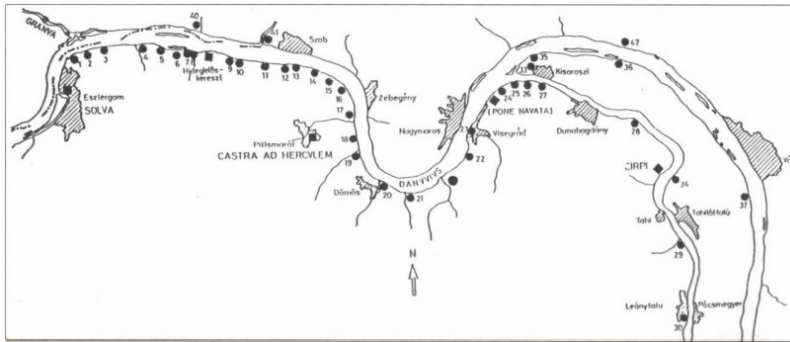 GRANVA
40
41
Szob
47
1
2
3
4
5
6
7
Hideglelős-
kereszt
9
10
11
12
13
14
15
16
17
18
19
20
21
22
24
25
26
27
28
29
30
33
34
35
36
37
Esztergom
SOLVA
Zebegény
Pilismarót
CASTRA AD HERCVLEM
Dömös
DANVVIVS
Nagymaros
Visegrád
Kisoroszi
(PONE NAVATA)
Dunabogdány
CIRPI
Tahi
Tahitótfalu
Leányfalu
Pócsmegyer
N